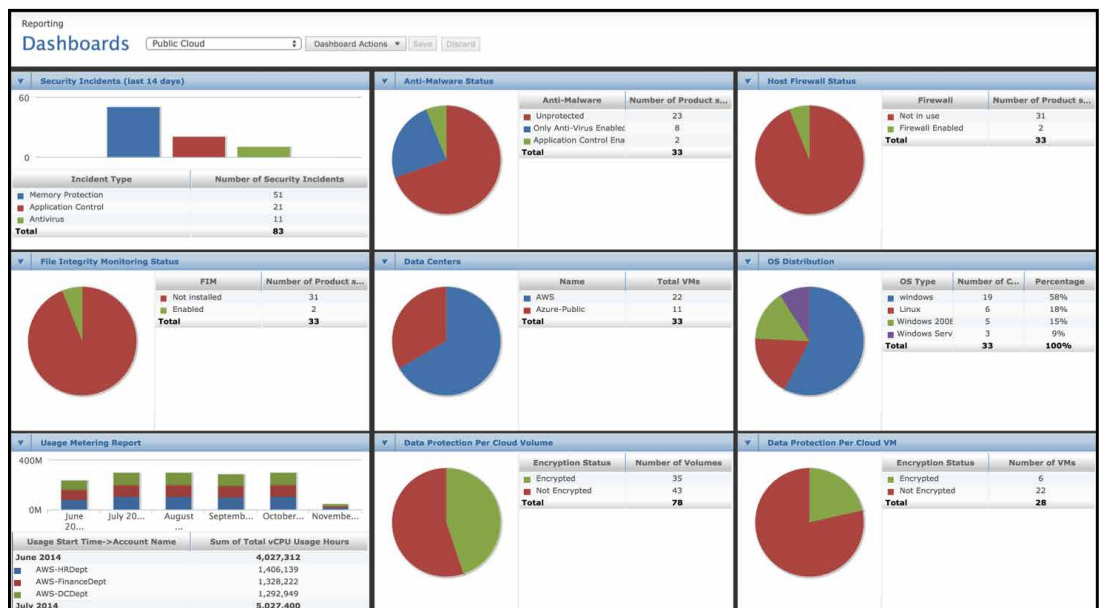 Reporting
Dashboards Public Cloud Dashboard Actions Save Discard
Security Incidents (last 14 days)
60
0
Incident Type Number of Security Incidents
Memory Protection 51
Application Control 21
Antivirus 11
Total 83
Anti-Malware Status
Anti-Malware Number of Product s...
Unprotected 23
Only Anti-Virus Enabled 8
Application Control Ena 2
Total 33
Host Firewall Status
Firewall Number of Product s...
Not in use 31
Firewall Enabled 2
Total 33
File Integrity Monitoring Status
FIM Number of Product s...
Not installed 31
Enabled 2
Total 33
Data Centers
Name Total VMs
AWS 22
Azure-Public 11
Total 33
OS Distribution
OS Type Number of C... Percentage
windows 19 58%
Linux 6 18%
Windows 2008 5 15%
Windows Serv 3 9%
Total 33 100%
Usage Metering Report
400M
0M
June 20... July 20... August ... Septemb... October... Novembe...
Usage Start Time->Account Name Sum of Total vCPU Usage Hours
June 2014 4,027,312
AWS-HRDept 1,406,139
AWS-FinanceDept 1,328,222
AWS-DCDept 1,292,949
July 2014 5,027,400
Data Protection Per Cloud Volume
Encryption Status Number of Volumes
Encrypted 35
Not Encrypted 43
Total 78
Data Protection Per Cloud VM
Encryption Status Number of VMs
Encrypted 6
Not Encrypted 22
Total 28